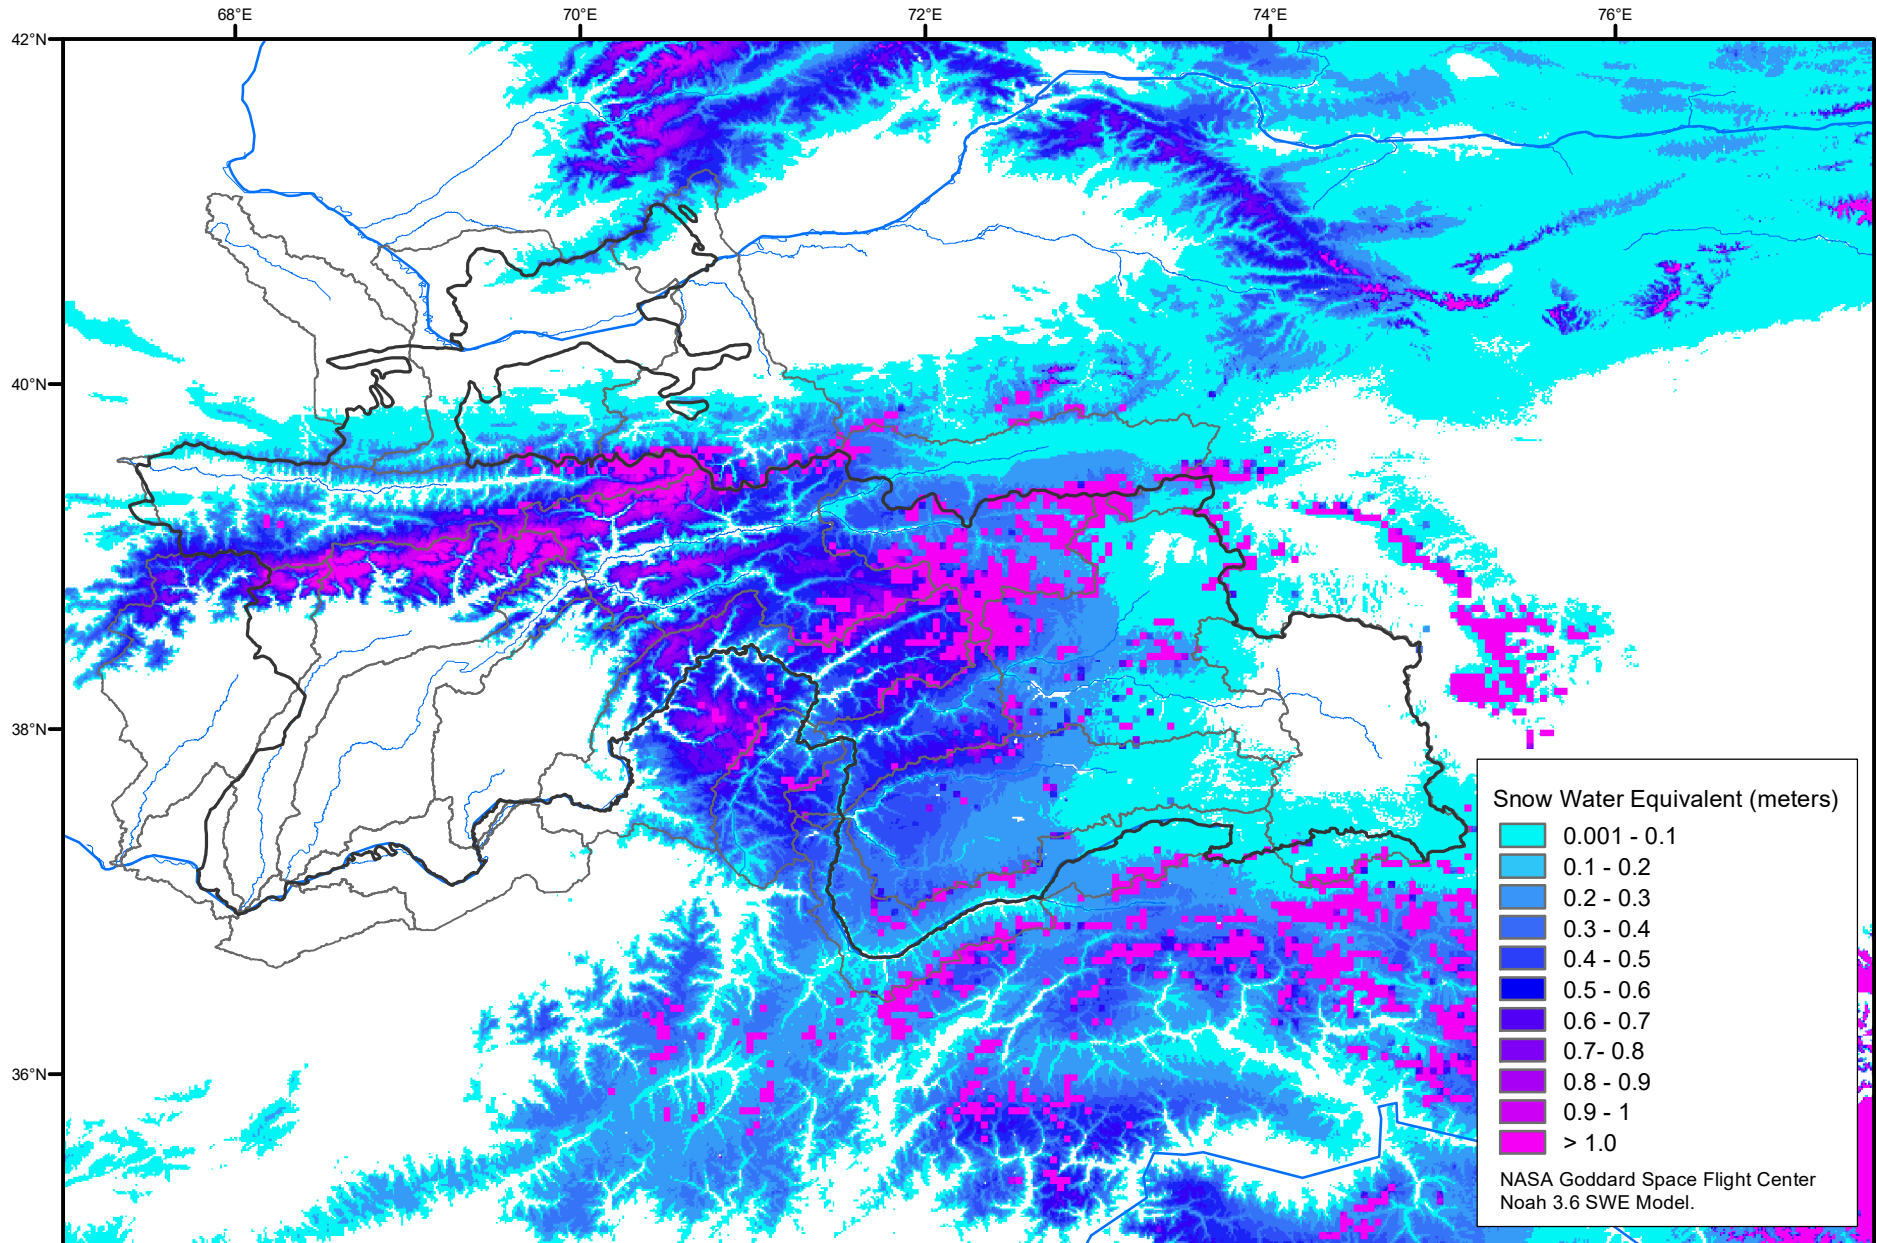 68°E
70°E
72°E
74°E
76°E
42°N
40°N
38°N
36°N
Snow Water Equivalent (meters)
0.001 - 0.1
0.1 - 0.2
0.2 - 0.3
0.3 - 0.4
0.4 - 0.5
0.5 - 0.6
0.6 - 0.7
0.7- 0.8
0.8 - 0.9
0.9 - 1
> 1.0
NASA Goddard Space Flight Center
Noah 3.6 SWE Model.